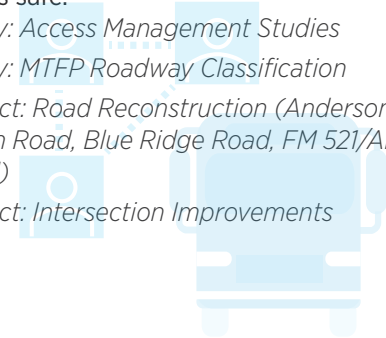 s safe.
y: Access Management Studies
y: MTFP Roadway Classification
ct: Road Reconstruction (Anderson
n Road, Blue Ridge Road, FM 521/Al
)
ct: Intersection Improvements